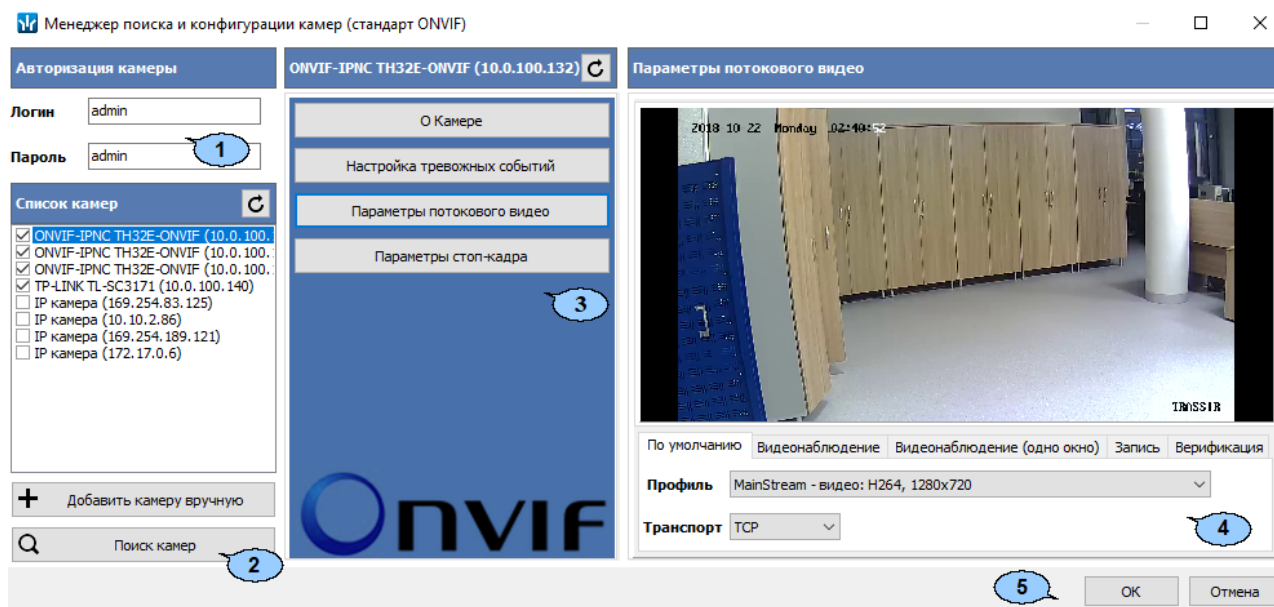 Менеджер поиска и конфигурации камер (стандарт ONVIF)
Авторизация камеры
Логин admin
Пароль admin
1
Список камер
ONVIF-IPNC TH32E-ONVIF (10.0.100.
ONVIF-IPNC TH32E-ONVIF (10.0.100.
ONVIF-IPNC TH32E-ONVIF (10.0.100.
TP-LINK TL-SC3171 (10.0.100.140)
IP камера (169.254.83.125)
IP камера (10.10.2.86)
IP камера (169.254.189.121)
IP камера (172.17.0.6)
Добавить камеру вручную
Поиск камер
2
ONVIF-IPNC TH32E-ONVIF (10.0.100.132)
О Камере
Настройка тревожных событий
Параметры потокового видео
Параметры стоп-кадра
3
Onvif
Параметры потокового видео
2018 10 22 Monday 02:40:52
TRASSIR
По умолчанию Видеонаблюдение Видеонаблюдение (одно окно) Запись Верификация
Профиль MainStream - видео: H264, 1280x720
Транспорт TCP
4
5
ОК Отмена